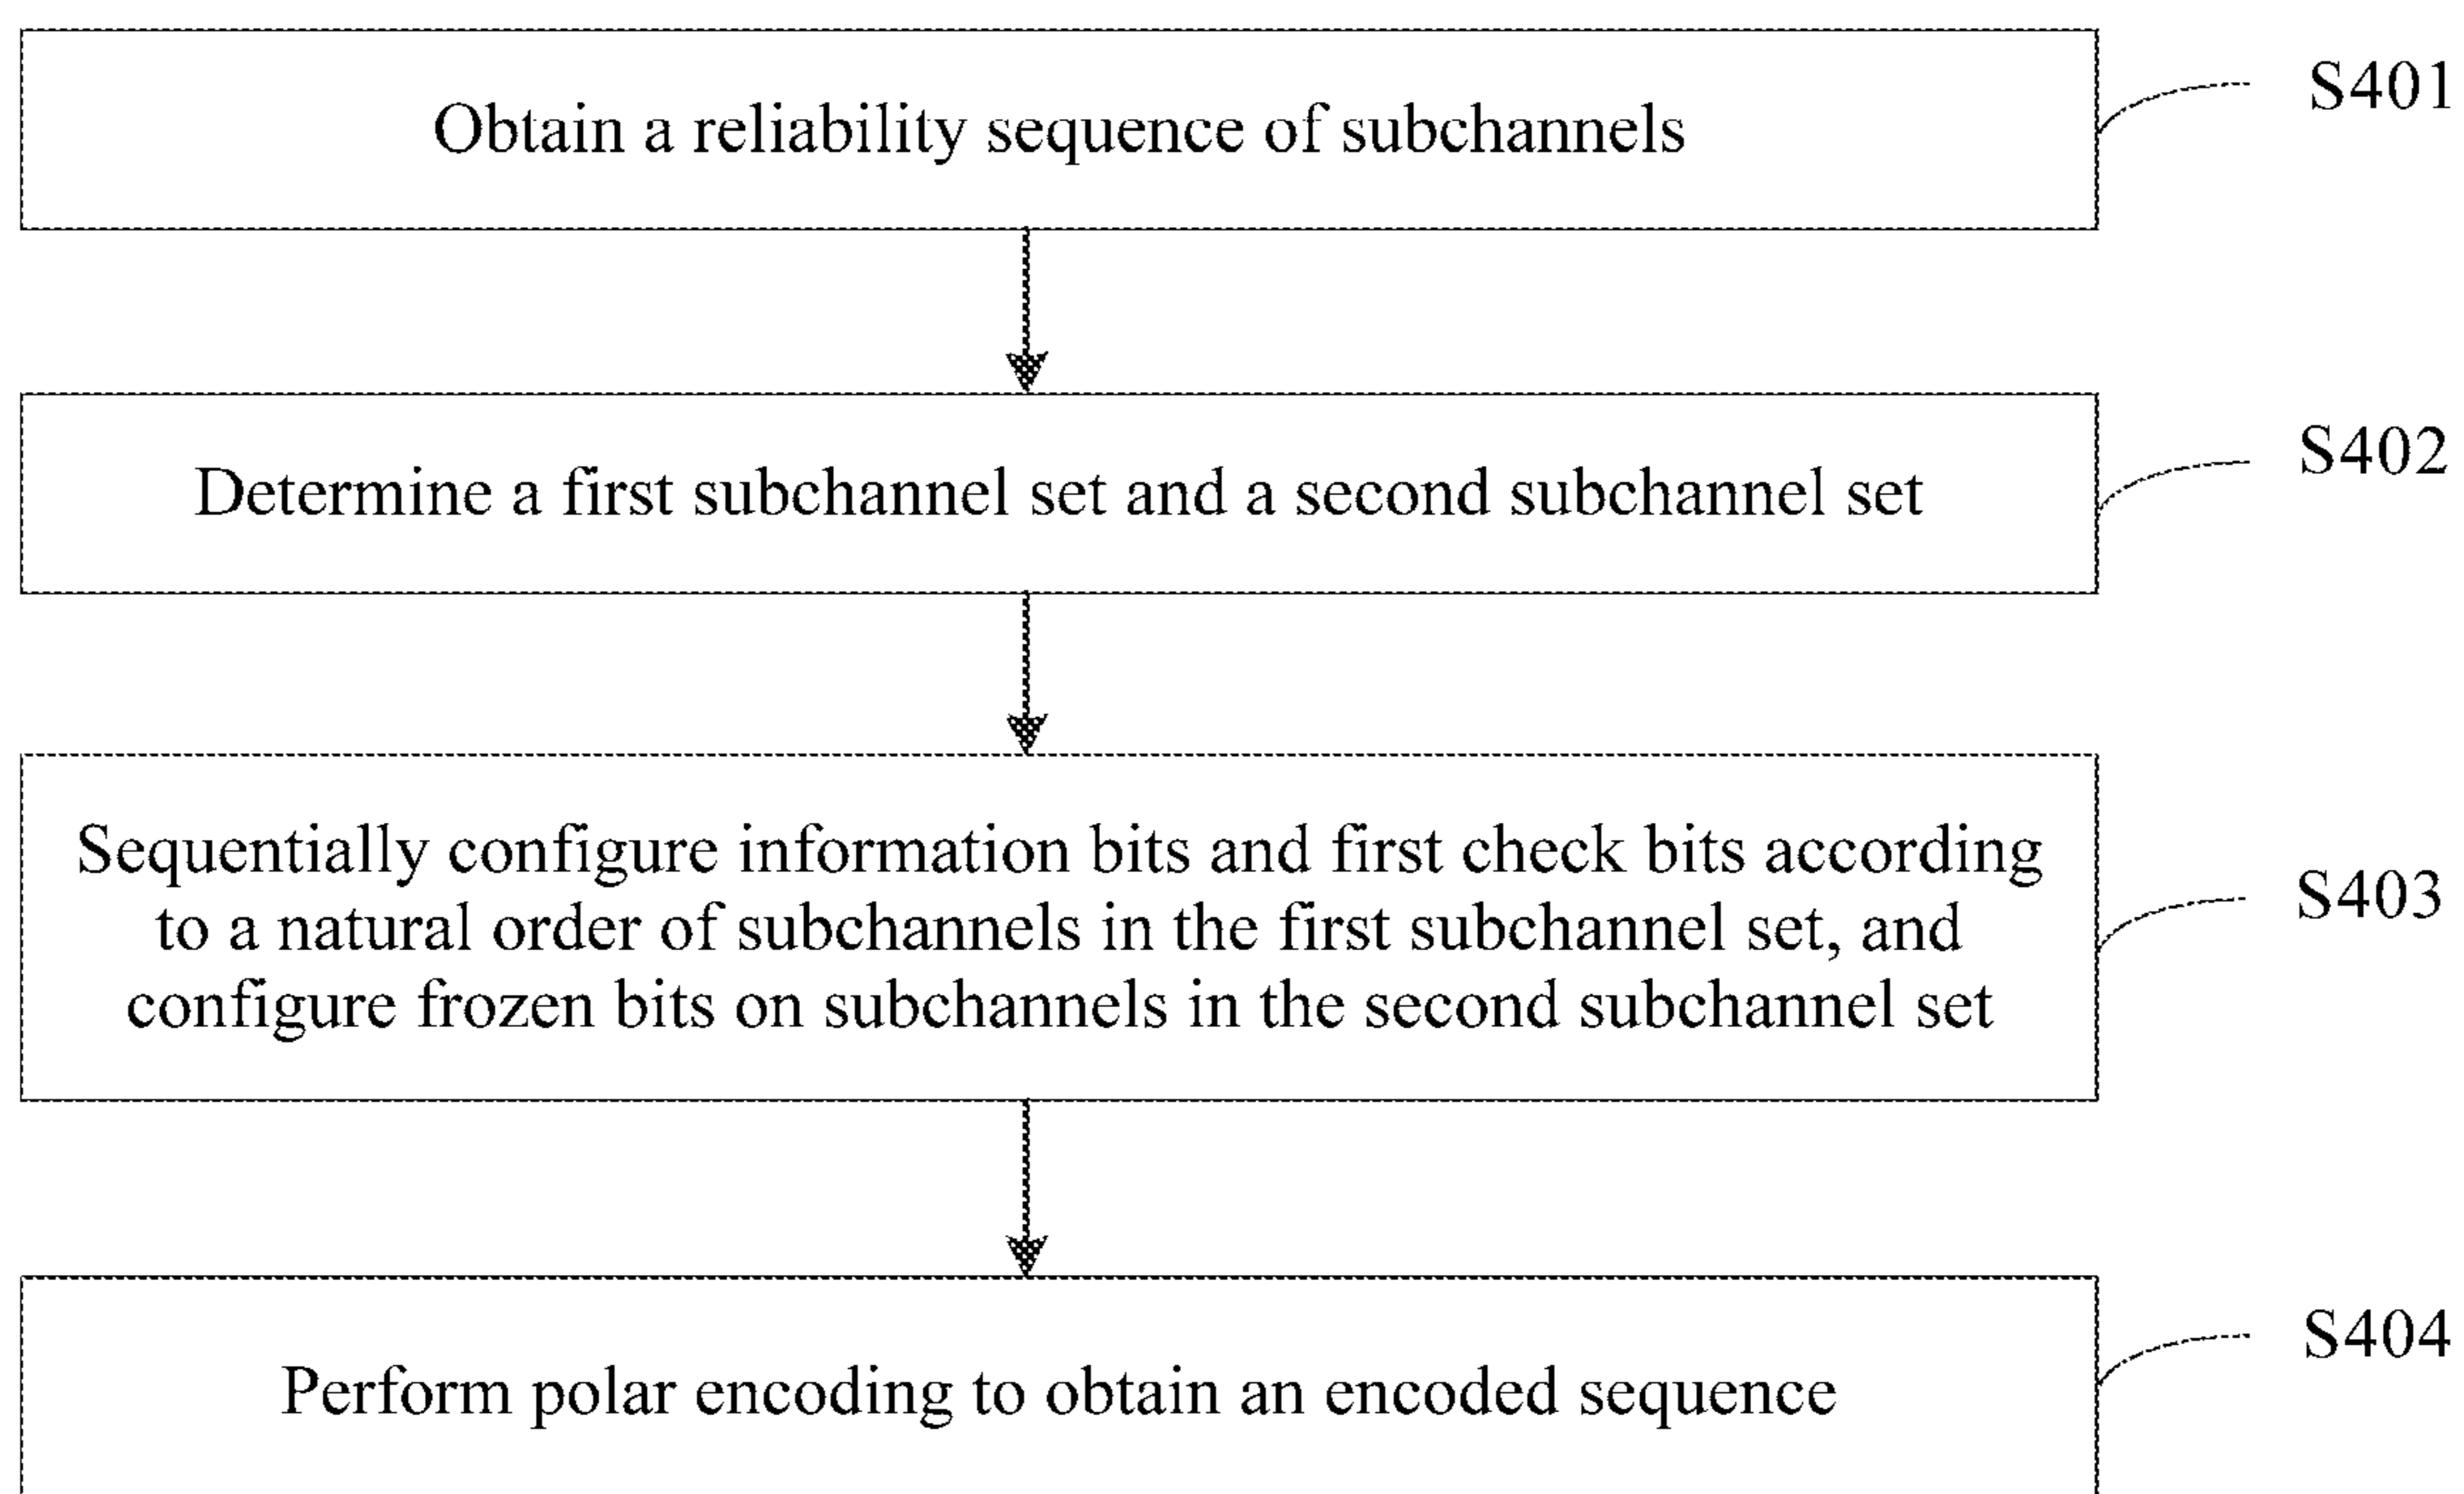 Obtain a reliability sequence of subchannels
S401
Determine a first subchannel set and a second subchannel set
S402
Sequentially configure information bits and first check bits according
to a natural order of subchannels in the first subchannel set, and
configure frozen bits on subchannels in the second subchannel set
S403
Perform polar encoding to obtain an encoded sequence
S404